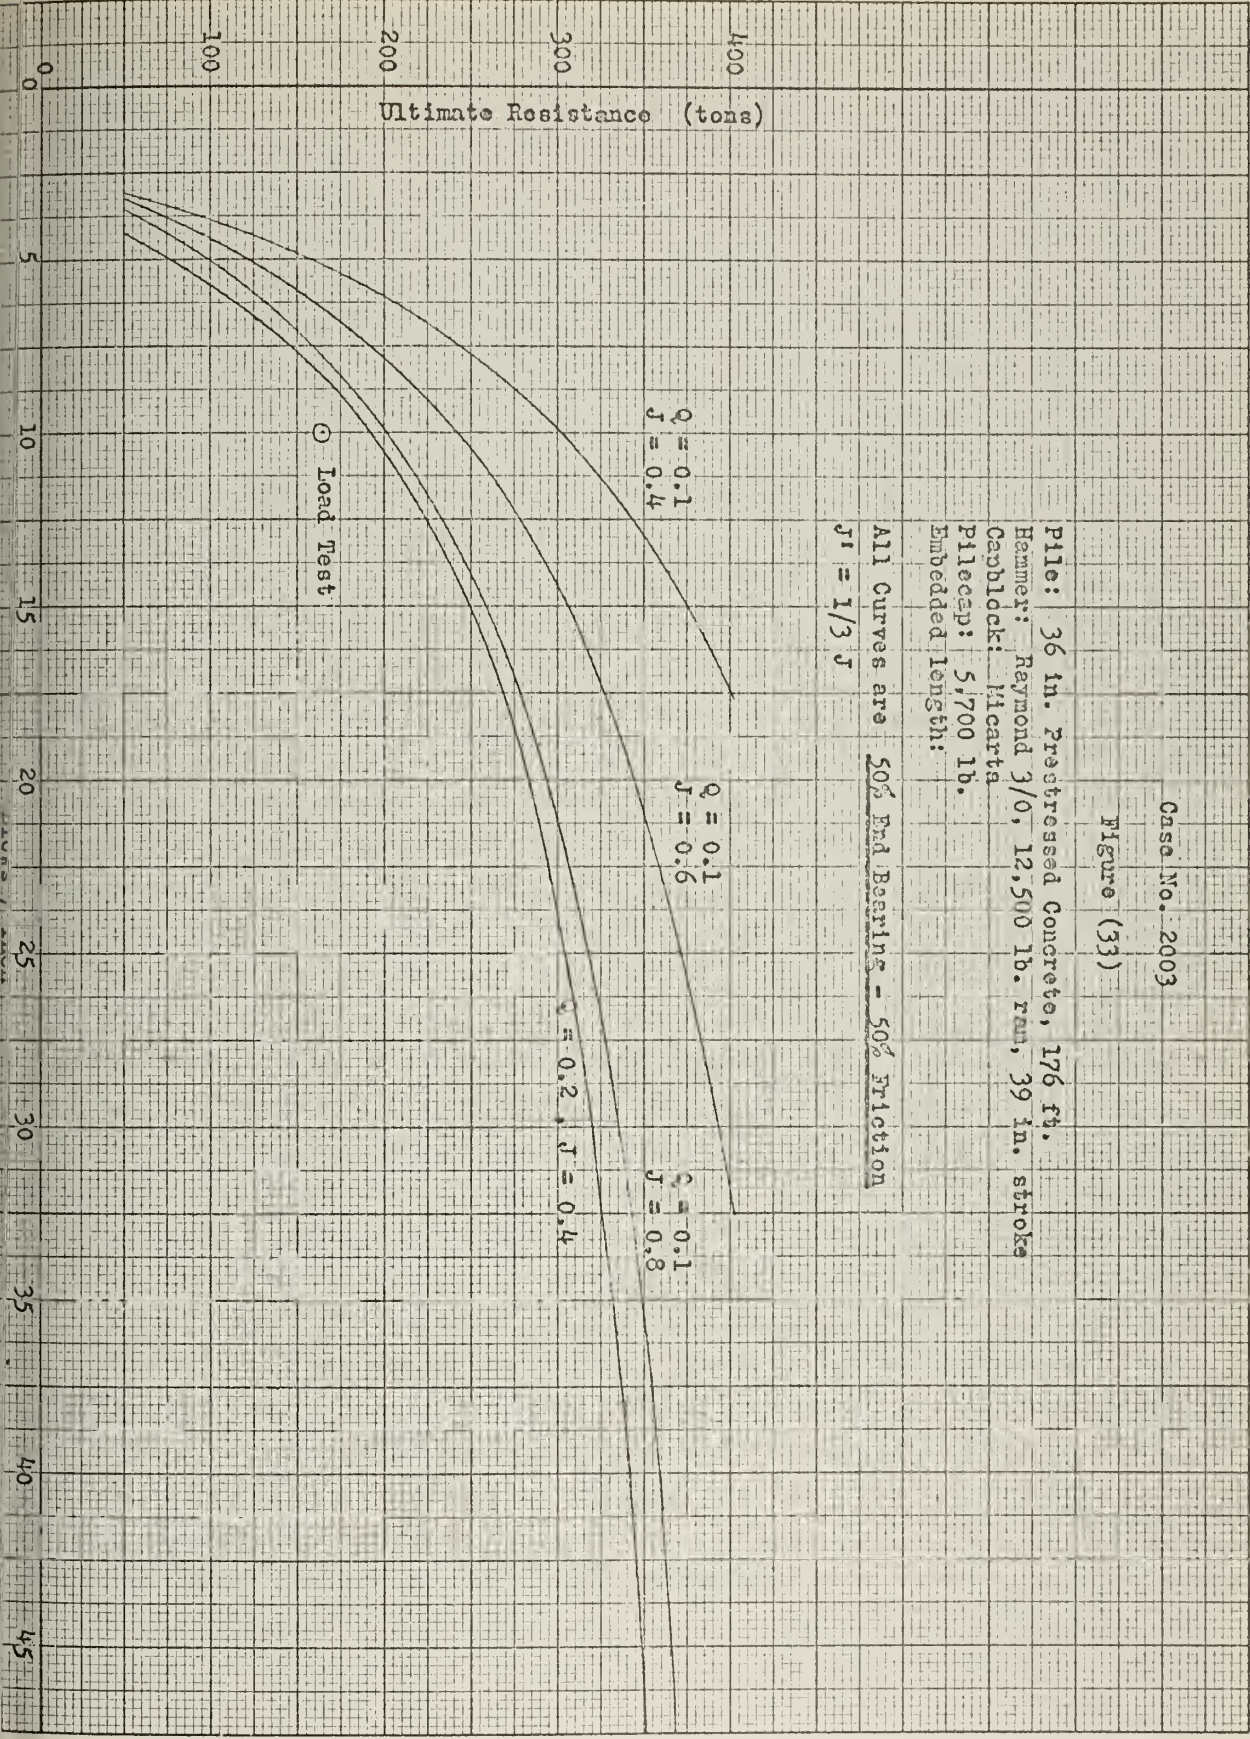 Case No. 2003
Figure (33)
Pile: 36 in. Prestressed Concrete, 176 ft.
Hammer: Raymond 3/0, 12,500 lb. ram, 39 in. stroke
Capblock: Micarta
Pilecap: 5,700 lb.
Embedded length:
All Curves are 50% End Bearing - 50% Friction
J' = 1/3 J
Ultimate Resistance (tons)
400
300
200
100
0
Q = 0.1
J = 0.4
Q = 0.1
J = 0.6
Q = 0.1
J = 0.8
Q = 0.2, J = 0.4
Load Test
0 5 10 15 20 25 30 35 40 45